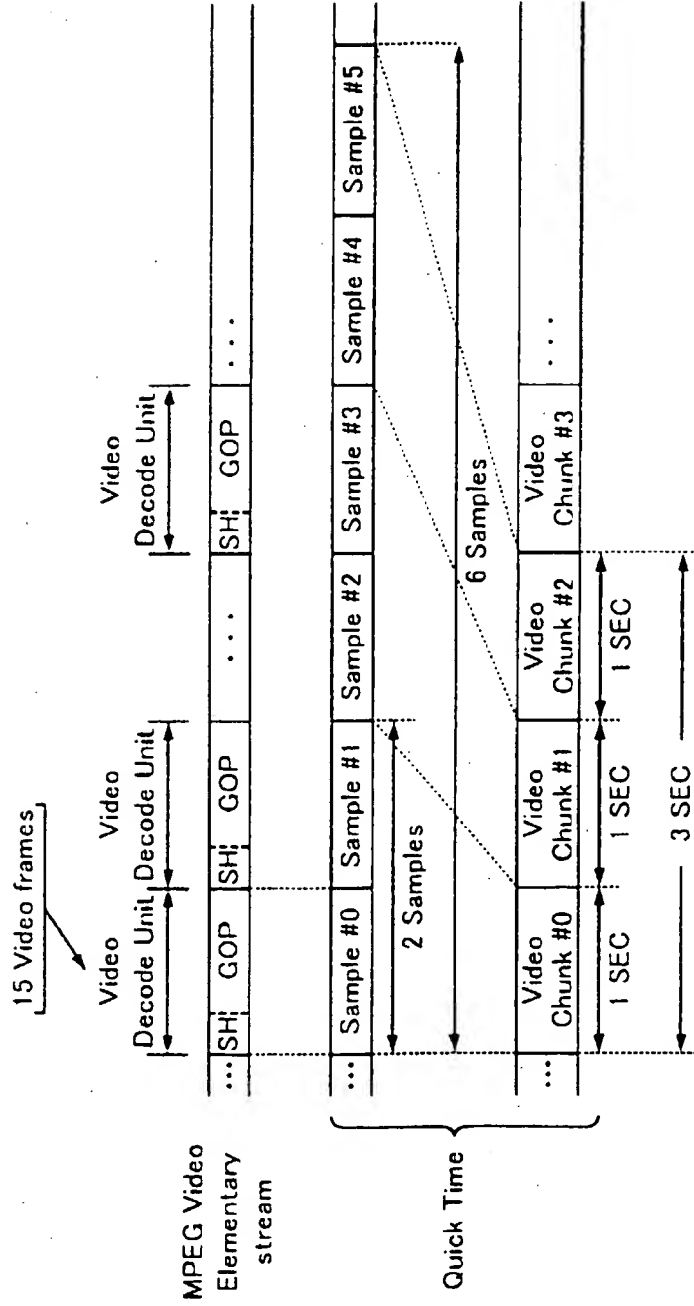 15 Video frames
Video
Decode Unit
Video
Decode Unit
Video
Decode Unit
MPEG Video
Elementary
stream
... SH GOP SH GOP ... SH GOP ...
... Sample #0 Sample #1 Sample #2 Sample #3 Sample #4 Sample #5
2 Samples
6 Samples
Quick Time
... Video
Chunk #0
Video
Chunk #1
Video
Chunk #2
Video
Chunk #3
...
1 SEC
1 SEC
1 SEC
3 SEC